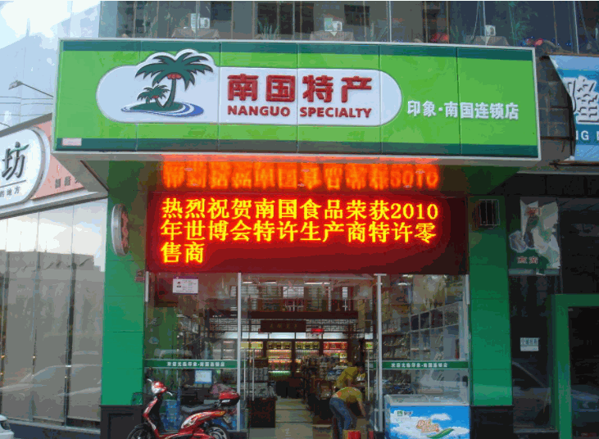 南国特产
NANGUO SPECIALTY
印象·南国连锁店
坊
隆
热烈祝贺南国食品荣获2010
年世博会特许生产商特许零
售商